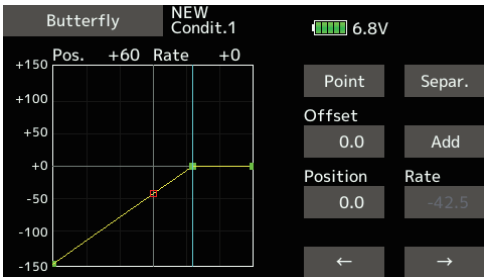 Butterfly
NEW
Condit.1
6.8V
Pos. +60 Rate +0
+150
+100
+50
+0
-50
-100
-150
Point
Separ.
Offset
0.0
Add
Position
Rate
0.0
-42.5
←
→